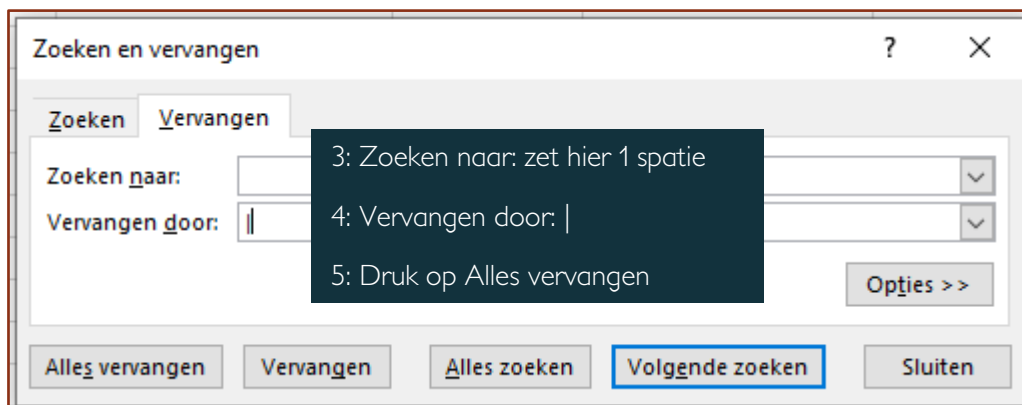 Zoeken en vervangen ? ✕
Zoeken Vervangen
3: Zoeken naar: zet hier 1 spatie
Zoeken naar:
4: Vervangen door: |
Vervangen door: |
5: Druk op Alles vervangen
Opties >>
Alles vervangen Vervangen Alles zoeken Volgende zoeken Sluiten